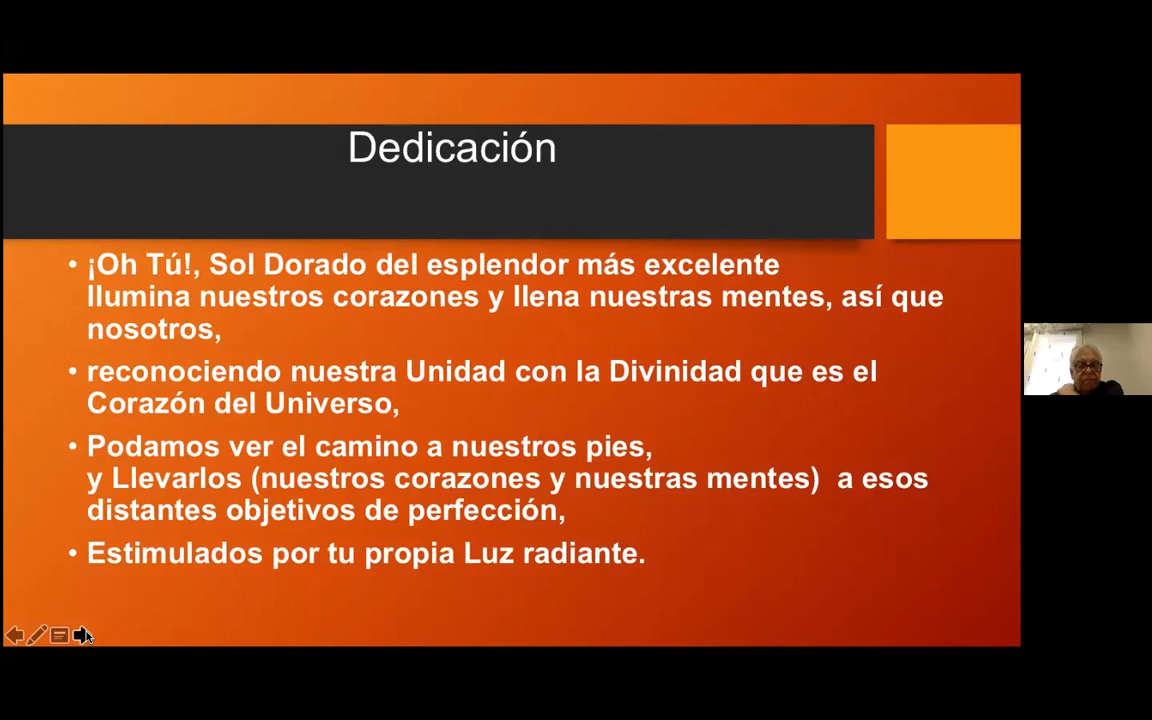 Dedicación
• ¡Oh Tú!, Sol Dorado del esplendor más excelente
Ilumina nuestros corazones y llena nuestras mentes, así que
nosotros,
• reconociendo nuestra Unidad con la Divinidad que es el
Corazón del Universo,
• Podamos ver el camino a nuestros pies,
y Llevarlos (nuestros corazones y nuestras mentes)  a esos
distantes objetivos de perfección,
• Estimulados por tu propia Luz radiante.